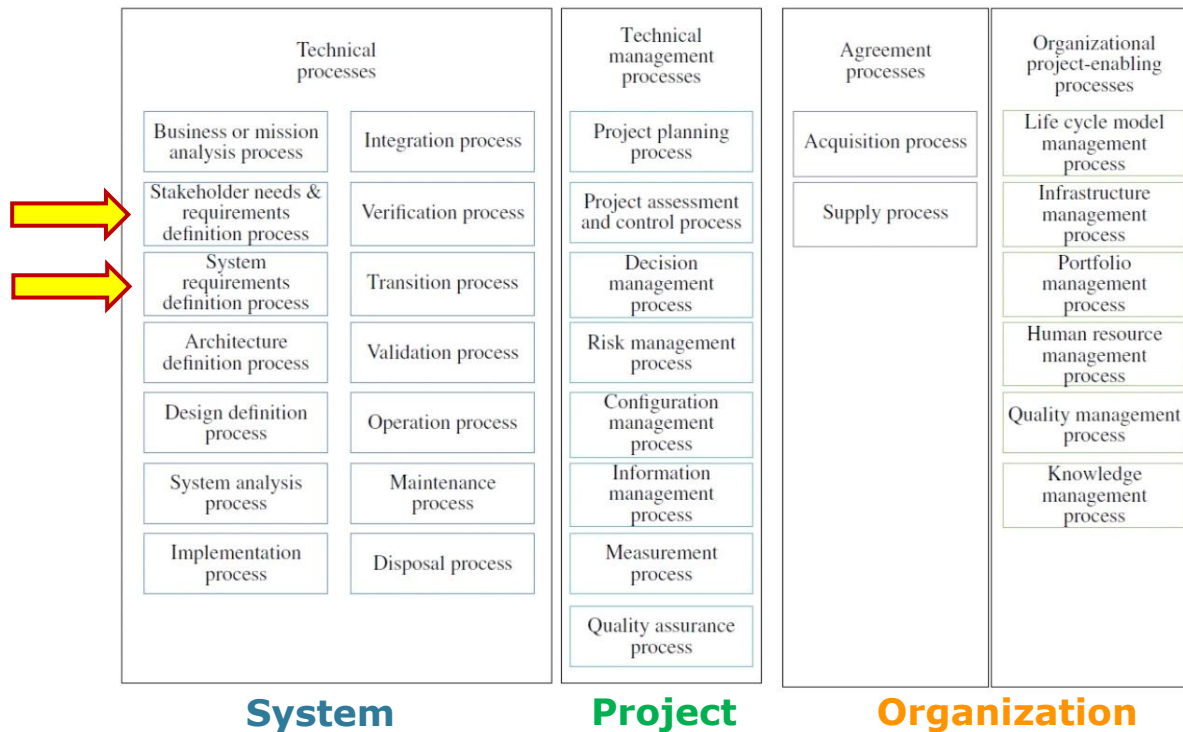 Technical
processes
Business or mission
analysis process
Stakeholder needs &
requirements
definition process
System
requirements
definition process
Architecture
definition process
Design definition
process
System analysis
process
Implementation
process
Integration process
Verification process
Transition process
Validation process
Operation process
Maintenance
process
Disposal process
Technical
management
processes
Project planning
process
Project assessment
and control process
Decision
management
process
Risk management
process
Configuration
management
process
Information
management
process
Measurement
process
Quality assurance
process
Agreement
processes
Acquisition process
Supply process
Organizational
project-enabling
processes
Life cycle model
management
process
Infrastructure
management
process
Portfolio
management
process
Human resource
management
process
Quality management
process
Knowledge
management
process
System
Project
Organization